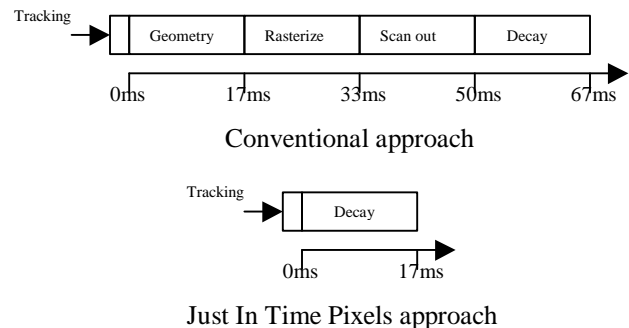 Tracking
Geometry Rasterize Scan out Decay
0ms 17ms 33ms 50ms 67ms
Conventional approach
Tracking
Decay
0ms 17ms
Just In Time Pixels approach